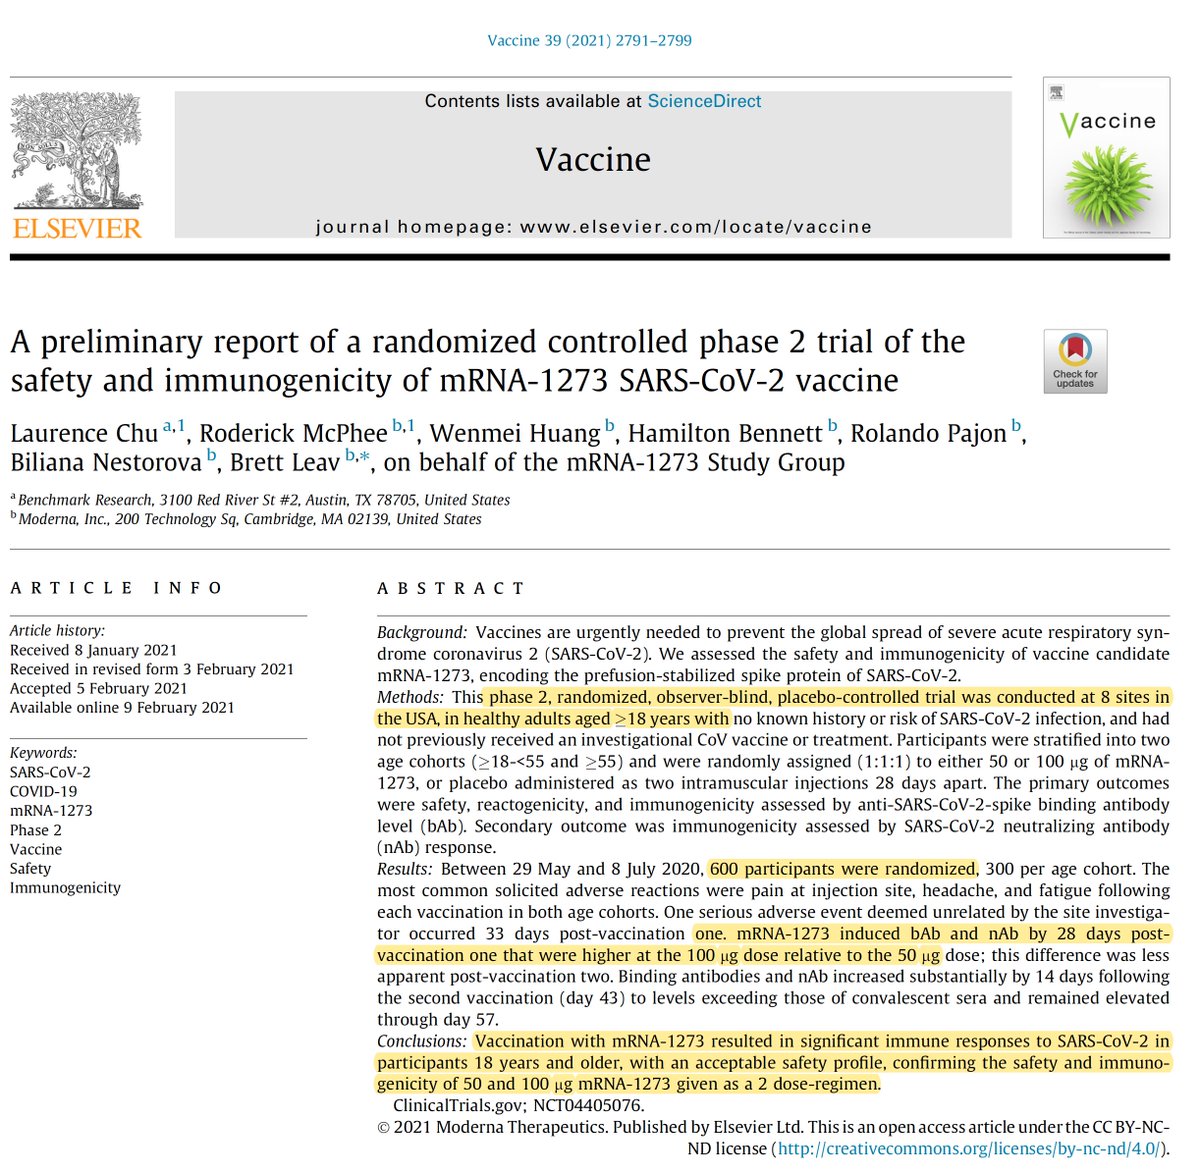 Vaccine 39 (2021) 2791–2799
Contents lists available at ScienceDirect
Vaccine
journal homepage: www.elsevier.com/locate/vaccine
ELSEVIER
Vaccine
A preliminary report of a randomized controlled phase 2 trial of the
safety and immunogenicity of mRNA-1273 SARS-CoV-2 vaccine
Check for
updates
Laurence Chu a,1, Roderick McPhee b,1, Wenmei Huang b, Hamilton Bennett b, Rolando Pajon b,
Biliana Nestorova b, Brett Leav b,*, on behalf of the mRNA-1273 Study Group
a Benchmark Research, 3100 Red River St #2, Austin, TX 78705, United States
b Moderna, Inc., 200 Technology Sq, Cambridge, MA 02139, United States
ARTICLE INFO
Article history:
Received 8 January 2021
Received in revised form 3 February 2021
Accepted 5 February 2021
Available online 9 February 2021
Keywords:
SARS-CoV-2
COVID-19
mRNA-1273
Phase 2
Vaccine
Safety
Immunogenicity
ABSTRACT
Background: Vaccines are urgently needed to prevent the global spread of severe acute respiratory syn-
drome coronavirus 2 (SARS-CoV-2). We assessed the safety and immunogenicity of vaccine candidate
mRNA-1273, encoding the prefusion-stabilized spike protein of SARS-CoV-2.
Methods: This phase 2, randomized, observer-blind, placebo-controlled trial was conducted at 8 sites in
the USA, in healthy adults aged ≥18 years with no known history or risk of SARS-CoV-2 infection, and had
not previously received an investigational CoV vaccine or treatment. Participants were stratified into two
age cohorts (≥18-<55 and ≥55) and were randomly assigned (1:1:1) to either 50 or 100 μg of mRNA-
1273, or placebo administered as two intramuscular injections 28 days apart. The primary outcomes
were safety, reactogenicity, and immunogenicity assessed by anti-SARS-CoV-2-spike binding antibody
level (bAb). Secondary outcome was immunogenicity assessed by SARS-CoV-2 neutralizing antibody
(nAb) response.
Results: Between 29 May and 8 July 2020, 600 participants were randomized, 300 per age cohort. The
most common solicited adverse reactions were pain at injection site, headache, and fatigue following
each vaccination in both age cohorts. One serious adverse event deemed unrelated by the site investiga-
tor occurred 33 days post-vaccination one. mRNA-1273 induced bAb and nAb by 28 days post-
vaccination one that were higher at the 100 μg dose relative to the 50 μg dose; this difference was less
apparent post-vaccination two. Binding antibodies and nAb increased substantially by 14 days following
the second vaccination (day 43) to levels exceeding those of convalescent sera and remained elevated
through day 57.
Conclusions: Vaccination with mRNA-1273 resulted in significant immune responses to SARS-CoV-2 in
participants 18 years and older, with an acceptable safety profile, confirming the safety and immuno-
genicity of 50 and 100 μg mRNA-1273 given as a 2 dose-regimen.
ClinicalTrials.gov; NCT04405076.
© 2021 Moderna Therapeutics. Published by Elsevier Ltd. This is an open access article under the CC BY-NC-
ND license (http://creativecommons.org/licenses/by-nc-nd/4.0/).